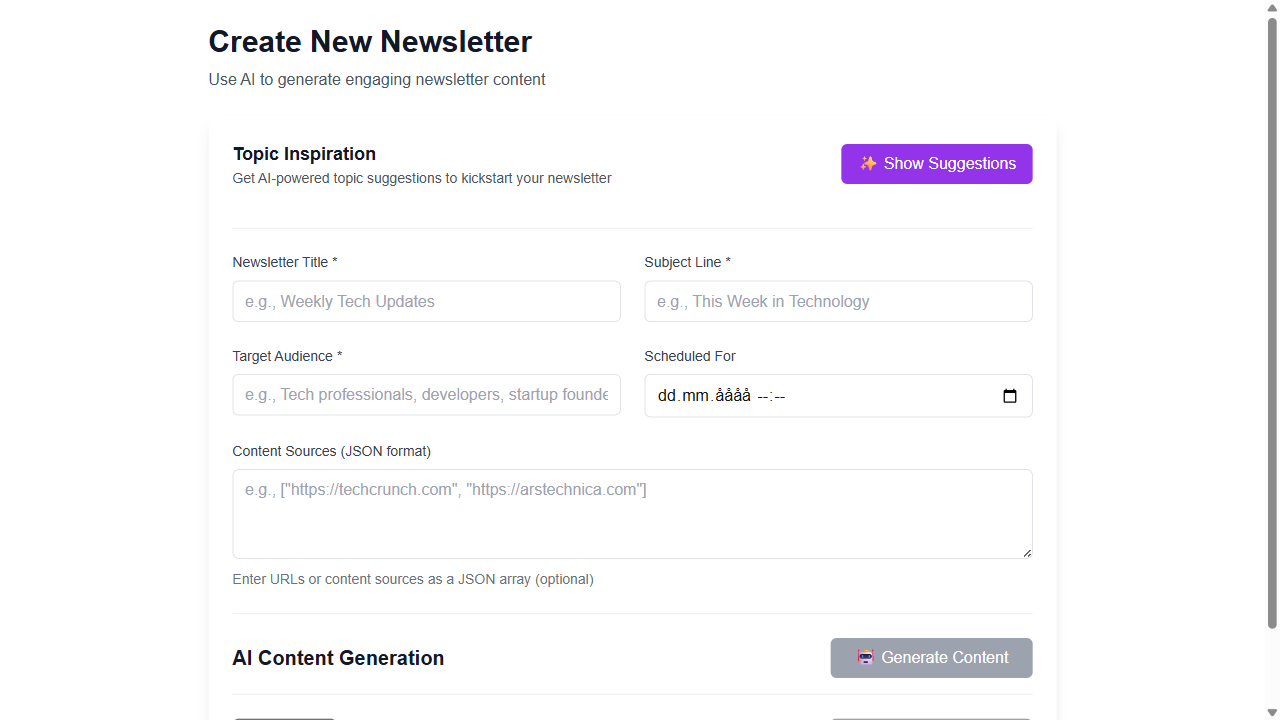 Create New Newsletter
Use AI to generate engaging newsletter content
Topic Inspiration
Get AI-powered topic suggestions to kickstart your newsletter
✨ Show Suggestions
Newsletter Title *
e.g., Weekly Tech Updates
Subject Line *
e.g., This Week in Technology
Target Audience *
e.g., Tech professionals, developers, startup founde
Scheduled For
dd.mm.åååå --:--
Content Sources (JSON format)
e.g., ["https://techcrunch.com", "https://arstechnica.com"]
Enter URLs or content sources as a JSON array (optional)
AI Content Generation
🤖 Generate Content